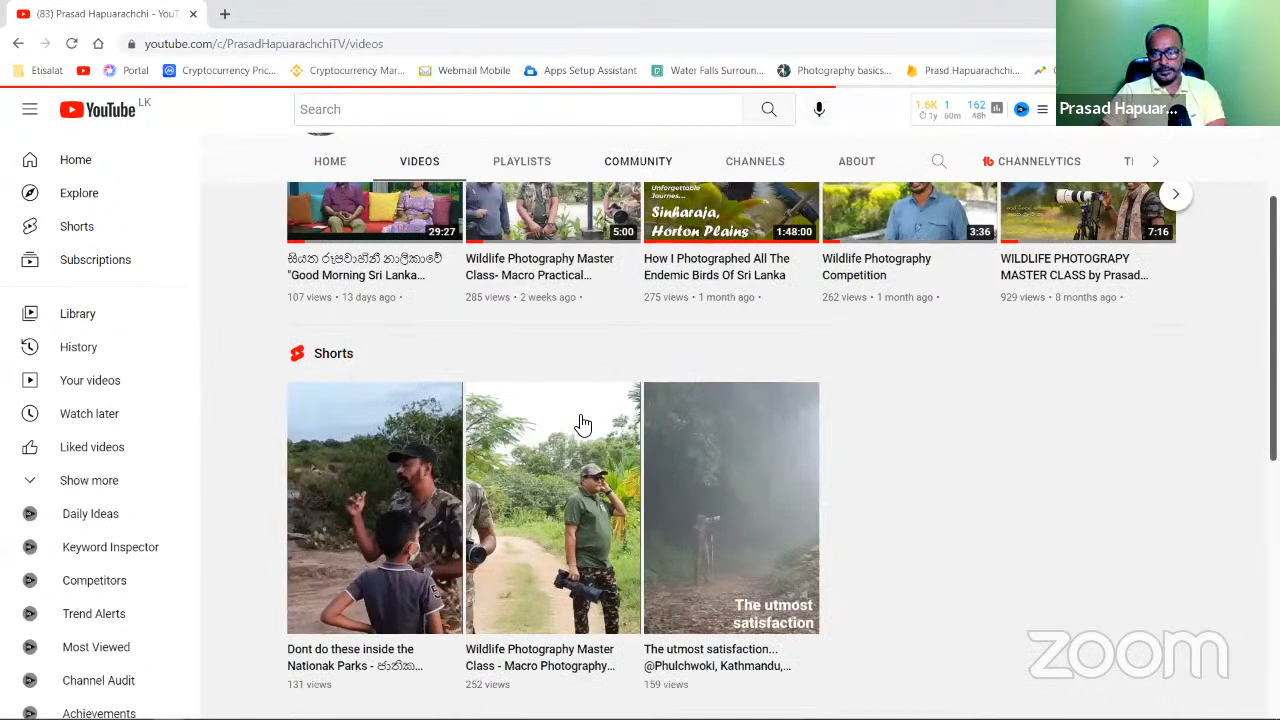 (83) Prasad Hapuarachchi - YouT
youtube.com/c/PrasadHapuarachchiTV/videos
Etisalat
Portal
Cryptocurrency Pric...
Cryptocurrency Mar...
Webmail Mobile
Apps Setup Assistant
Water Falls Surroun...
Photography basics...
Prasd Hapuarachchi...
Prasad Hapuar...
YouTube LK
Search
1.6K 1 162
1y 60m 48h
HOME
VIDEOS
PLAYLISTS
COMMUNITY
CHANNELS
ABOUT
CHANNELYTICS
Home
Explore
Shorts
Subscriptions
Library
History
Your videos
Watch later
Liked videos
Show more
Daily Ideas
Keyword Inspector
Competitors
Trend Alerts
Most Viewed
Channel Audit
Achievements
29:27
සියත රූපවාහිනී නාලිකාවේ
"Good Morning Sri Lanka...
107 views • 13 days ago •
5:00
Wildlife Photography Master
Class- Macro Practical...
285 views • 2 weeks ago •
Unforgettable
Journes...
Sinharaja,
Horton Plains
1:48:00
How I Photographed All The
Endemic Birds Of Sri Lanka
275 views • 1 month ago •
3:36
Wildlife Photography
Competition
262 views • 1 month ago •
7:16
WILDLIFE PHOTOGRAPY
MASTER CLASS by Prasad...
929 views • 8 months ago •
Shorts
Dont do these inside the
Nationak Parks - ජාතික...
131 views
Wildlife Photography Master
Class - Macro Photography...
252 views
The utmost
satisfaction
The utmost satisfaction...
@Phulchwoki, Kathmandu,...
159 views
zoom